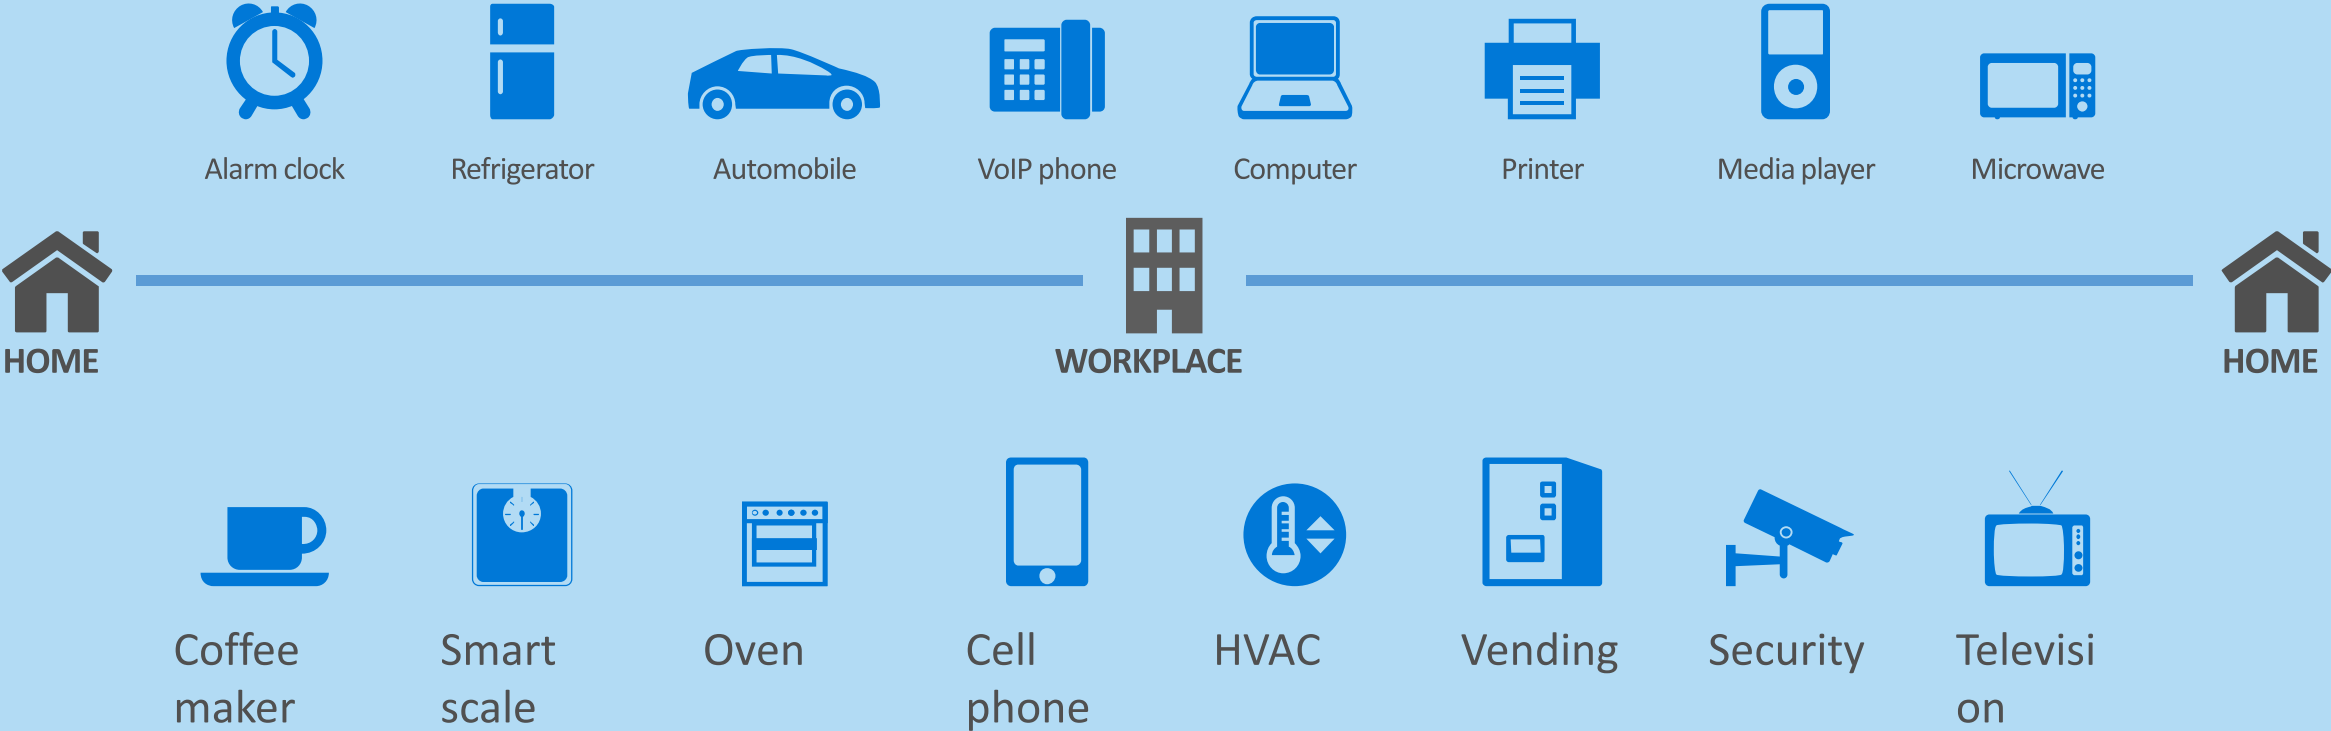 Alarm clock
Refrigerator
Automobile
VoIP phone
Computer
Printer
Media player
Microwave
HOME
WORKPLACE
HOME
Coffee
maker
Smart
scale
Oven
Cell
phone
HVAC
Vending
Security
Televisi
on